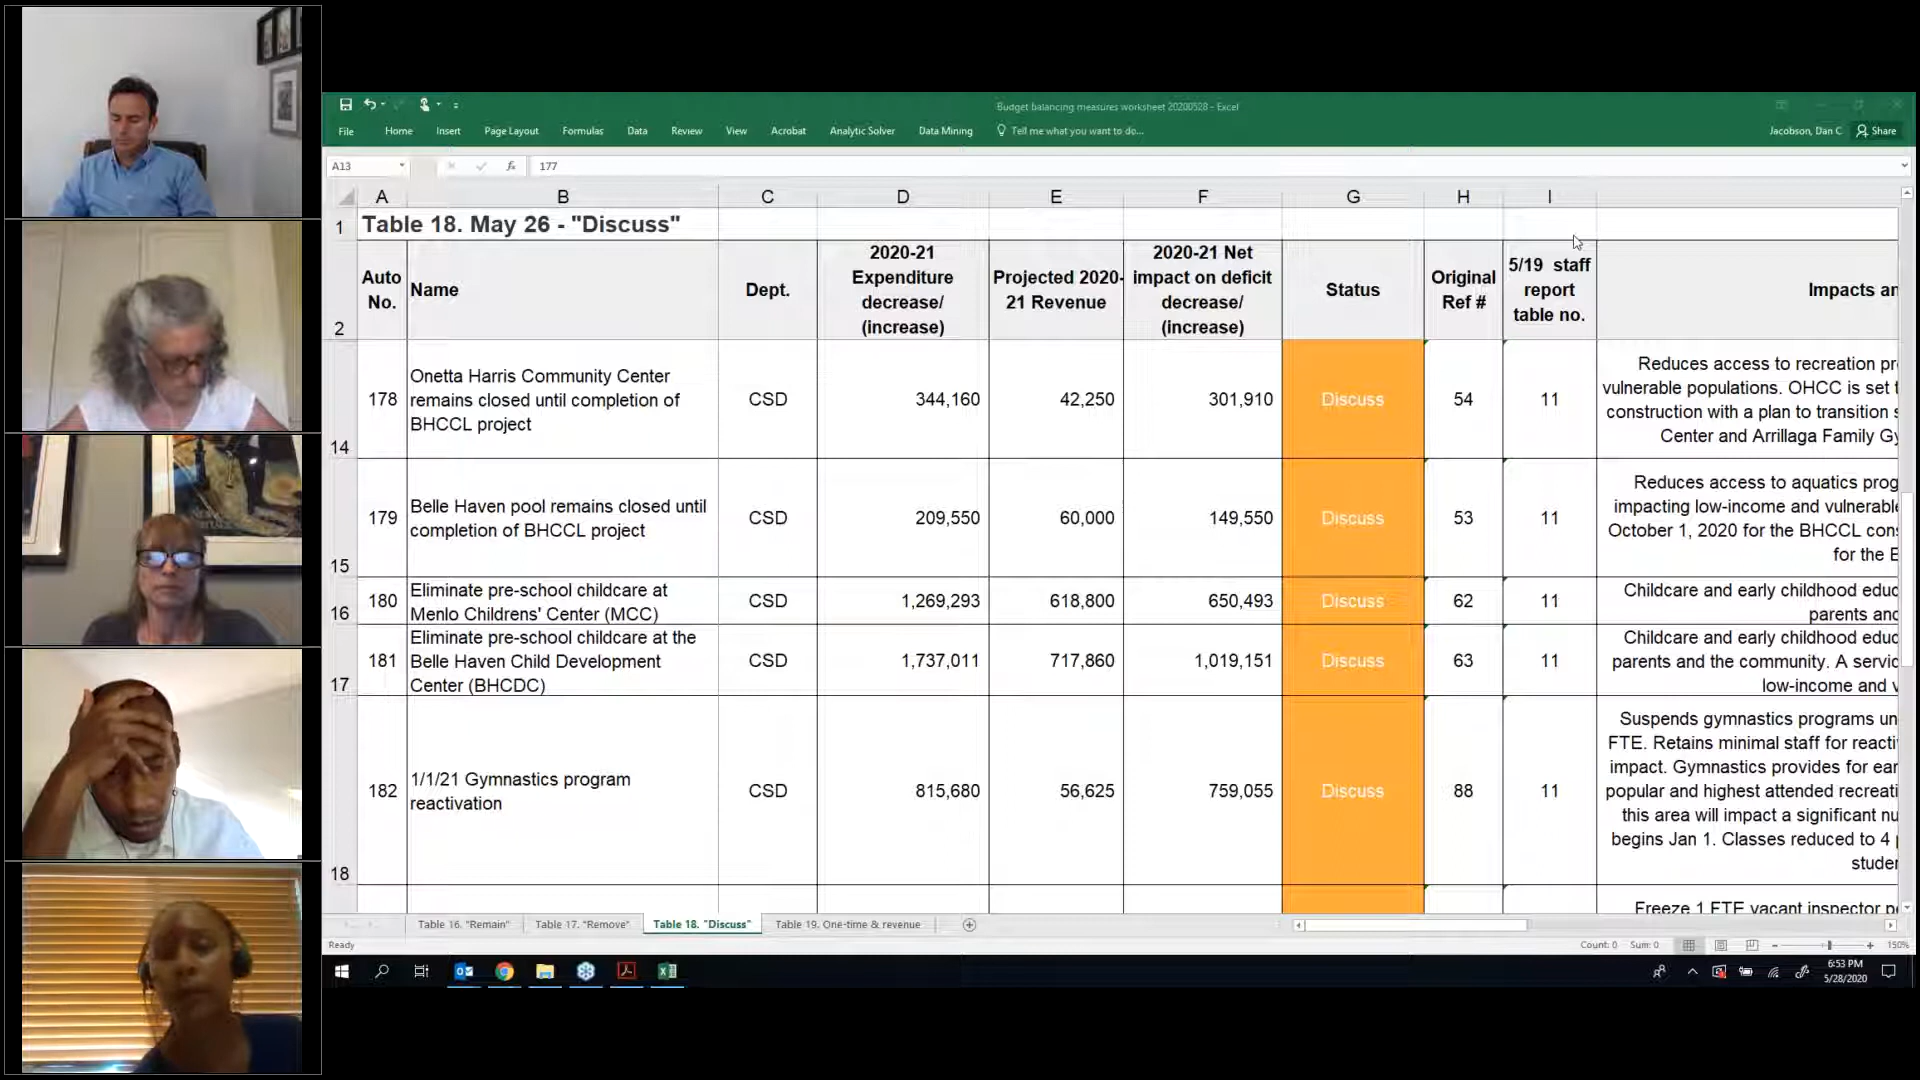 Budget balancing measures worksheet 20200528 - Excel
File Home Insert Page Layout Formulas Data Review View Acrobat Analytic Solver Data Mining Tell me what you want to do... Jacobson, Dan C Share
A13 fx 177
A B C D E F G H I
1 Table 18. May 26 - "Discuss"
Auto No.
Name
Dept.
2020-21
Expenditure
decrease/
(increase)
Projected 2020-
21 Revenue
2020-21 Net
impact on deficit
decrease/
(increase)
Status
Original
Ref #
5/19 staff
report
table no.
Impacts an
2
178
Onetta Harris Community Center
remains closed until completion of
BHCCL project
CSD 344,160 42,250 301,910 Discuss 54 11
Reduces access to recreation pr
vulnerable populations. OHCC is set t
construction with a plan to transition s
Center and Arrillaga Family Gy
14
179
Belle Haven pool remains closed until
completion of BHCCL project
CSD 209,550 60,000 149,550 Discuss 53 11
Reduces access to aquatics prog
impacting low-income and vulnerable
October 1, 2020 for the BHCCL cons
for the B
15
180
Eliminate pre-school childcare at
Menlo Childrens' Center (MCC)
CSD 1,269,293 618,800 650,493 Discuss 62 11
Childcare and early childhood educ
parents and
16
181
Eliminate pre-school childcare at the
Belle Haven Child Development
Center (BHCDC)
CSD 1,737,011 717,860 1,019,151 Discuss 63 11
Childcare and early childhood educ
parents and the community. A servic
low-income and v
17
182
1/1/21 Gymnastics program
reactivation
CSD 815,680 56,625 759,055 Discuss 88 11
Suspends gymnastics programs un
FTE. Retains minimal staff for reacti
impact. Gymnastics provides for ear
popular and highest attended recreati
this area will impact a significant nu
begins Jan 1. Classes reduced to 4 p
studen
18
Freeze 1 FTE vacant inspector po
Table 16. "Remain" Table 17. "Remove" Table 18. "Discuss" Table 19. One-time & revenue
Ready Count: 0 Sum: 0 150%
6:53 PM
5/28/2020